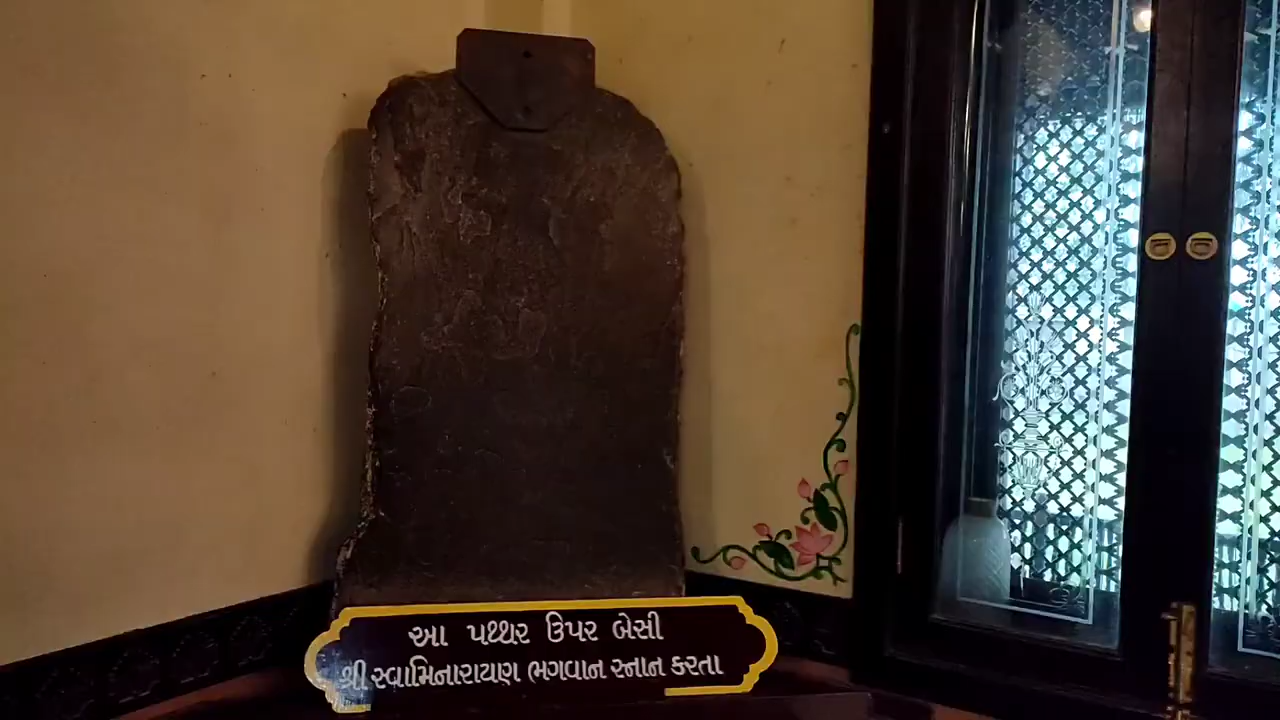 આ પથ્થર ઉપર બેસી
શ્રી સ્વામિનારાયણ ભગવાન સ્નાન કરતા